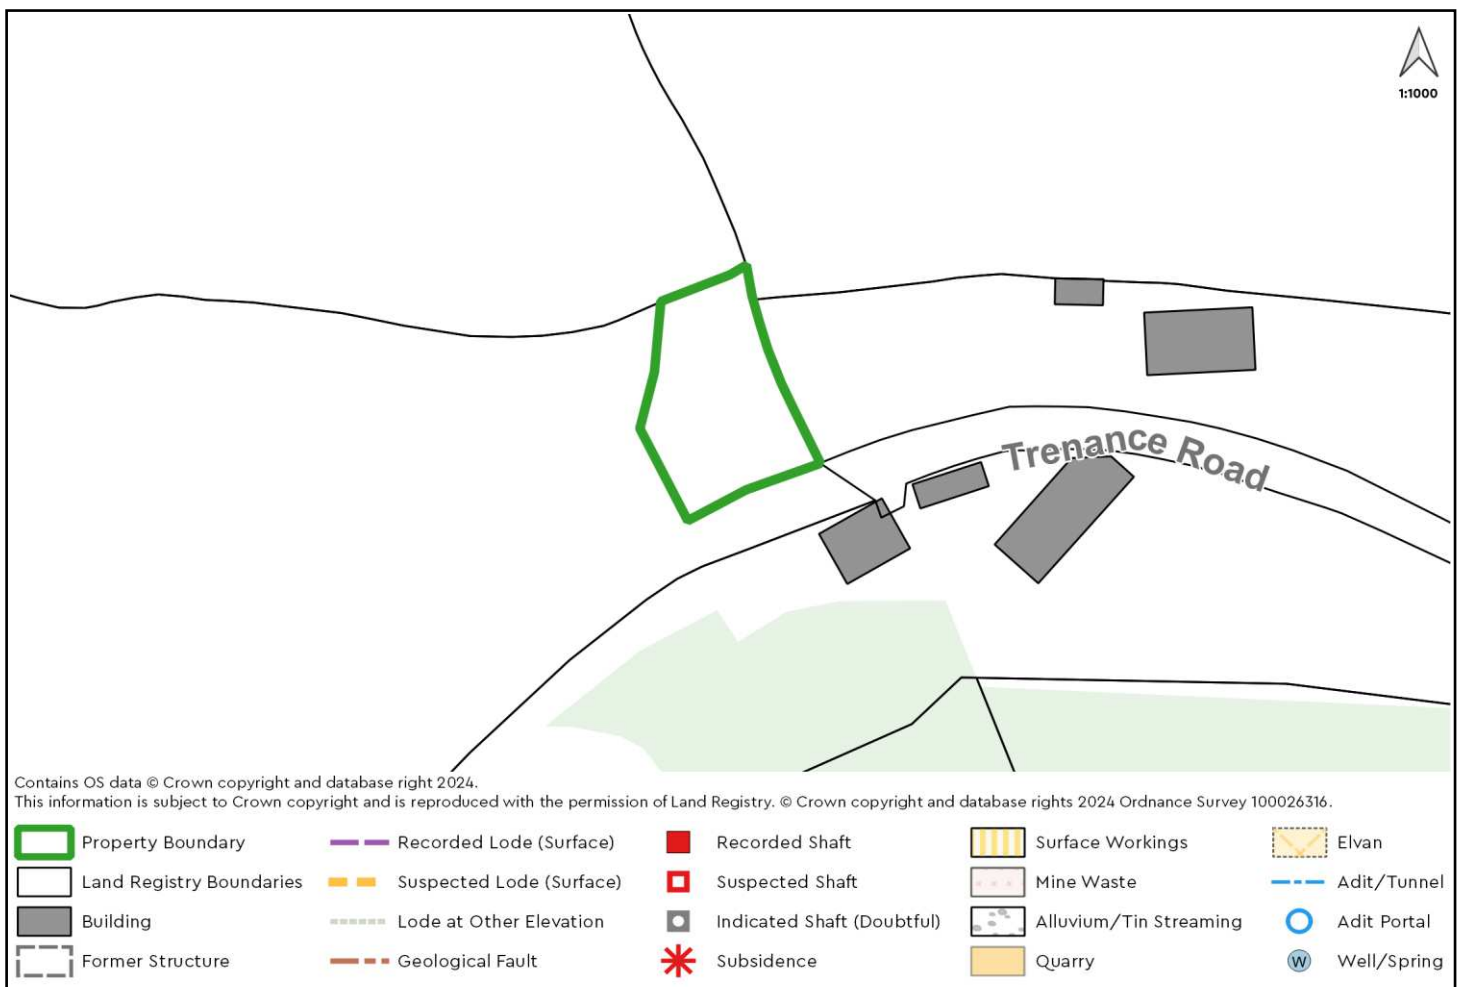 1:1000
Trenance Road
Contains OS data © Crown copyright and database right 2024.
This information is subject to Crown copyright and is reproduced with the permission of Land Registry. © Crown copyright and database rights 2024 Ordnance Survey 100026316.
Property Boundary
Recorded Lode (Surface)
Recorded Shaft
Surface Workings
Elvan
Land Registry Boundaries
Suspected Lode (Surface)
Suspected Shaft
Mine Waste
Adit/Tunnel
Building
Lode at Other Elevation
Indicated Shaft (Doubtful)
Alluvium/Tin Streaming
Adit Portal
Former Structure
Geological Fault
Subsidence
Quarry
W
Well/Spring